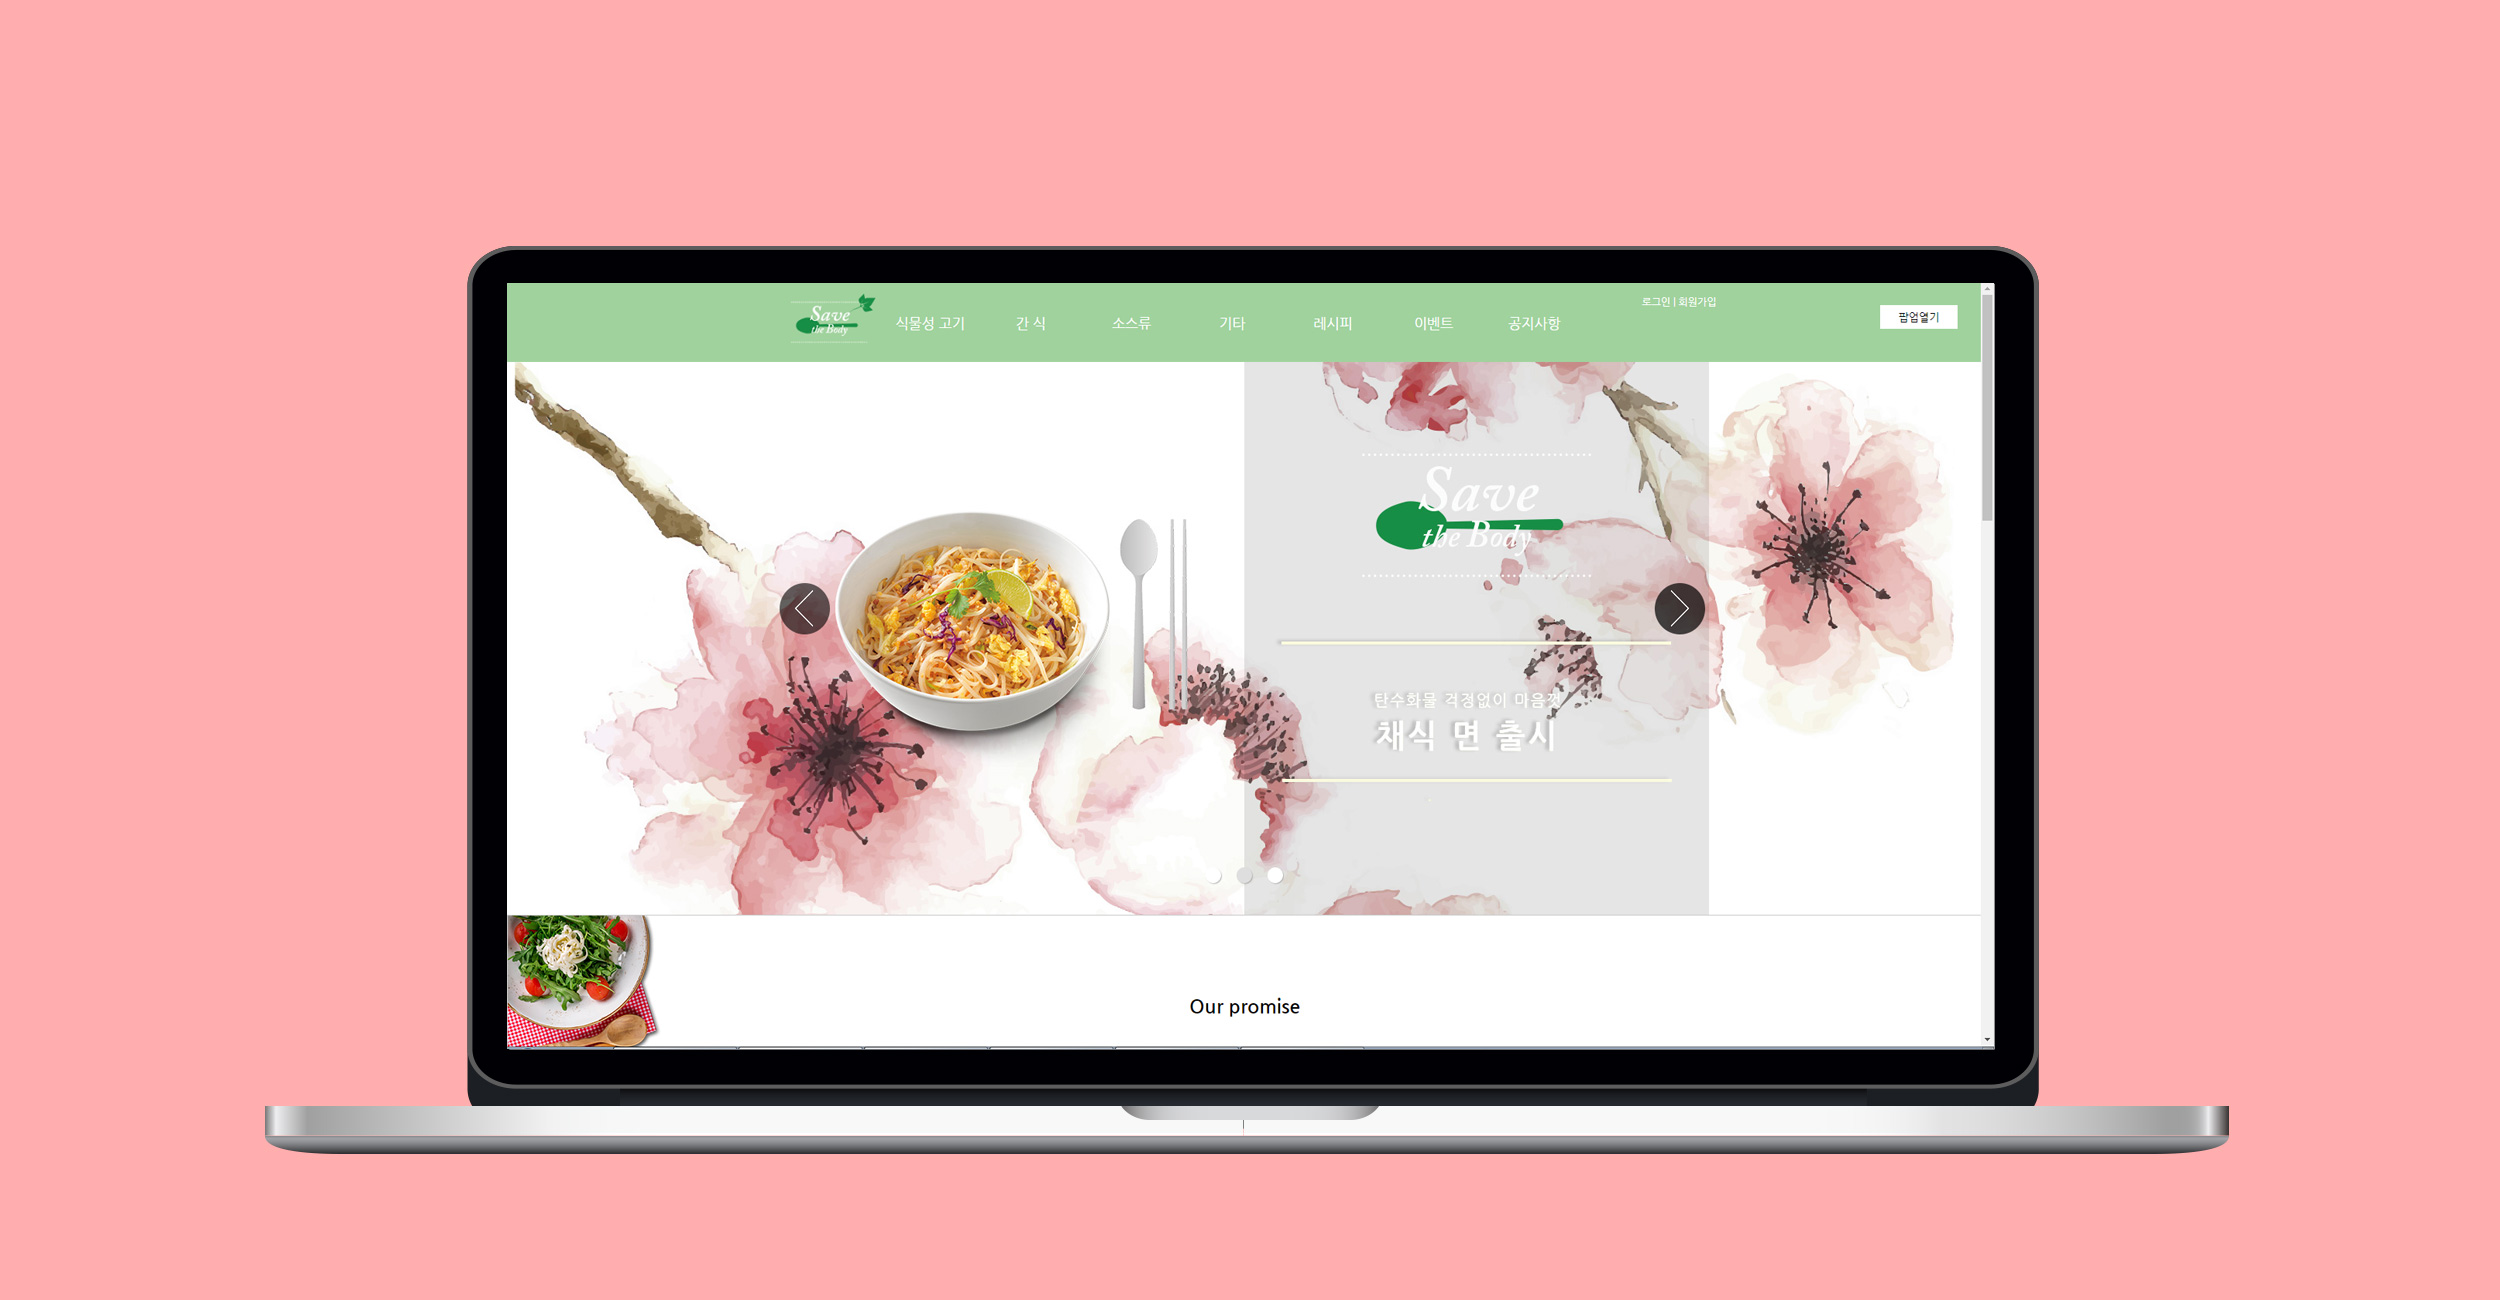 Save
the Body
식물성 고기
간 식
소스류
기타
레시피
이벤트
공지사항
로그인 | 회원가입
팝업열기
Save
the Body
탄수화물 걱정없이 마음껏
채식 면 출시
Our promise